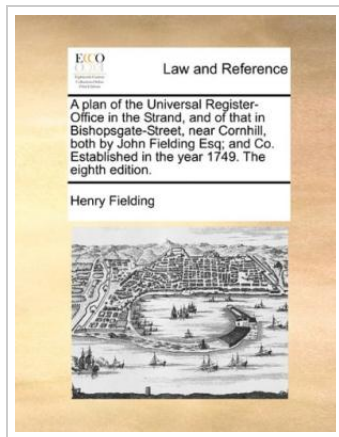 ECCO
Law and Reference
A plan of the Universal Register-
Office in the Strand, and of that in
Bishopsgate-Street, near Cornhill,
both by John Fielding Esq; and Co.
Established in the year 1749. The
eighth edition.
Henry Fielding